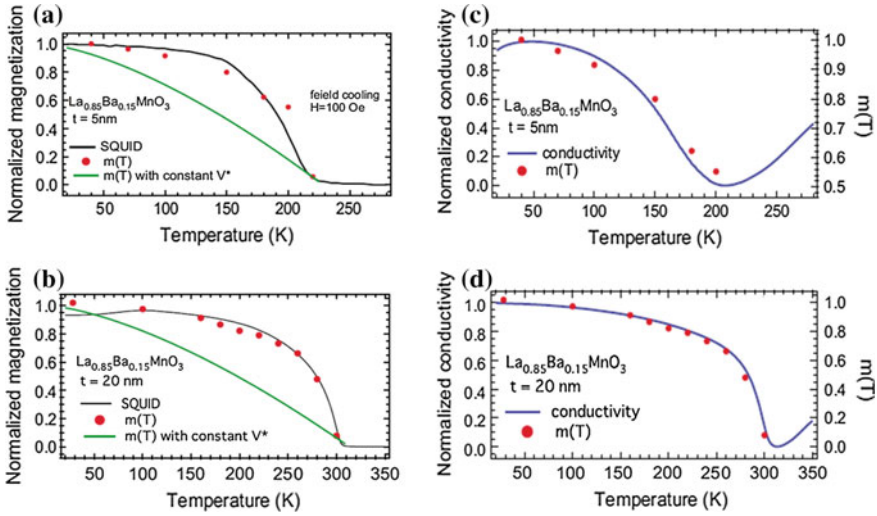 (a)
Normalized magnetization
1.0
0.8
0.6
0.4
0.2
0.0
La0.85Ba0.15MnO3
t = 5nm
feield cooling
H=100 Oe
SQUID
m(T)
m(T) with constant V*
50
100
150
200
250
Temperature (K)
(c)
Normalized conductivity
1.0
0.8
0.6
0.4
0.2
0.0
La0.85Ba0.15MnO3
t = 5nm
conductivity
m(T)
1.0
0.9
0.8
0.7
0.6
0.5
m(T)
50
100
150
200
250
Temperature (K)
(b)
Normalized magnetization
1.0
0.8
0.6
0.4
0.2
0.0
La0.85Ba0.15MnO3
t = 20 nm
SQUID
m(T)
m(T) with constant V*
50
100
150
200
250
300
350
Temperature (K)
(d)
Normalized conductivity
1.0
0.8
0.6
0.4
0.2
0.0
La0.85Ba0.15MnO3
t = 20 nm
conductivity
m(T)
1.0
0.8
0.6
0.4
0.2
0.0
m(T)
50
100
150
200
250
300
350
Temperature (K)